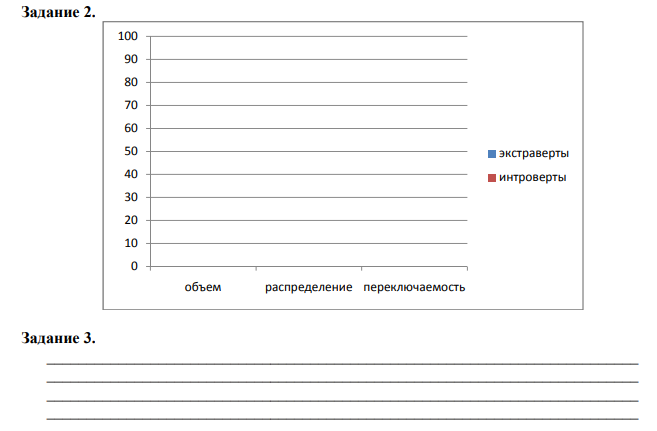 Задание 2.
100
90
80
70
60
50
40
30
20
10
0
экстраверты
интроверты
объем распределение переключаемость
Задание 3.